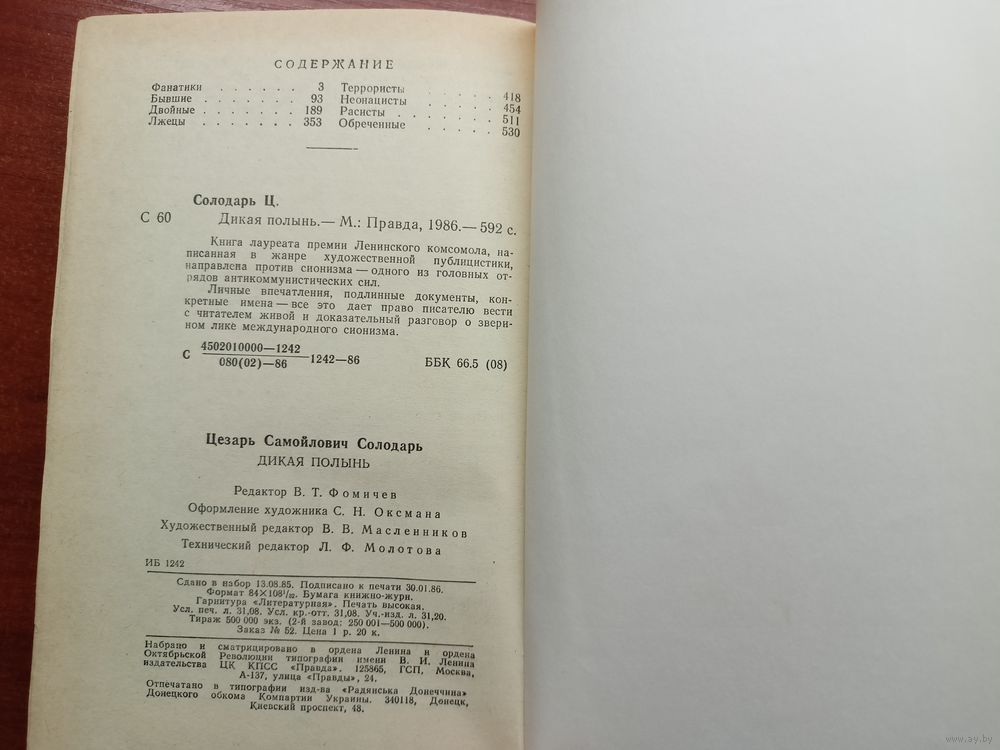 СОДЕРЖАНИЕ
Фанатики . . . . . . 3
Бывшие . . . . . . . 93
Двойные . . . . . . . 189
Лжецы . . . . . . . 353
Террористы . . . . 418
Неонацисты . . . . 454
Расисты . . . . . 511
Обреченные . . . . 530
Солодарь Ц.
С 60 Дикая полынь.— М.: Правда, 1986.— 592 с.
Книга лауреата премии Ленинского комсомола, на-
писанная в жанре художественной публицистики,
направлена против сионизма — одного из головных от-
рядов антикоммунистических сил.
Личные впечатления, подлинные документы, кон-
кретные имена — все это дает право писателю вести
с читателем живой и доказательный разговор о звери-
ном лике международного сионизма.
С 4502010000—1242
080(02)—86 1242—86 ББК 66.5 (08)
Цезарь Самойлович Солодарь
ДИКАЯ ПОЛЫНЬ
Редактор В. Т. Фомичев
Оформление художника С. Н. Оксмана
Художественный редактор В. В. Масленников
Технический редактор Л. Ф. Молотова
ИБ 1242
Сдано в набор 13.08.85. Подписано к печати 30.01.86.
Формат 84×108¹/₃₂. Бумага книжно-журн.
Гарнитура «Литературная». Печать высокая.
Усл. печ. л. 31,08. Усл. кр.-отт. 31,08. Уч.-изд. л. 31,20.
Тираж 500 000 экз. (2-й завод: 250 001—500 000).
Заказ № 52. Цена 1 р. 20 к.
Набрано и сматрицировано в ордена Ленина и ордена
Октябрьской Революции типографии имени В. И. Ленина
издательства ЦК КПСС «Правда». 125865, ГСП, Москва,
А-137, улица «Правды», 24.
Отпечатано в типографии изд-ва «Радянська Донеччина»
Донецкого обкома Компартии Украины. 340118, Донецк,
Киевский проспект, 48.
www.ay.by